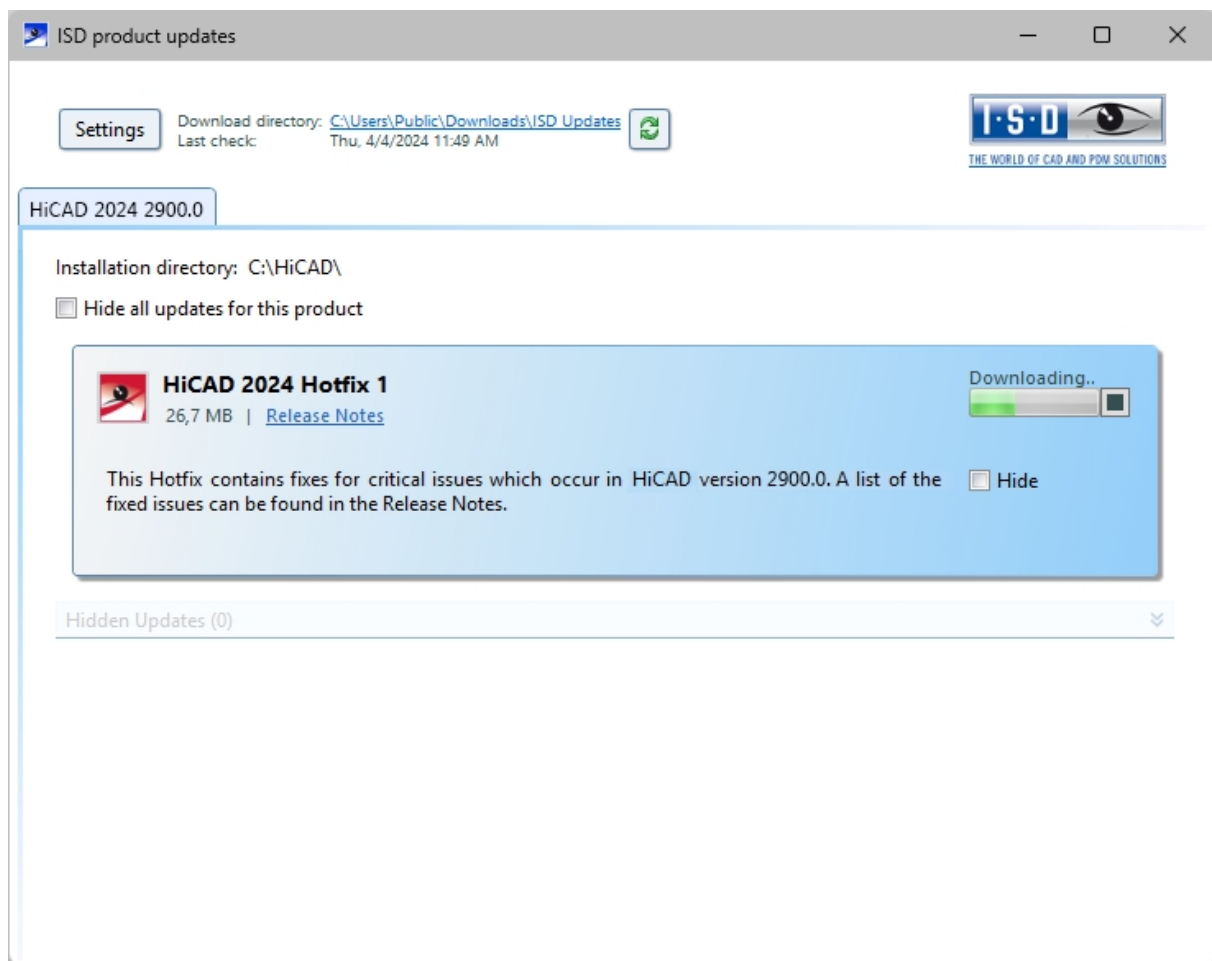 ISD product updates
Settings
Download directory: C:\Users\Public\Downloads\ISD Updates
Last check: Thu, 4/4/2024 11:49 AM
I·S·D
THE WORLD OF CAD AND PDM SOLUTIONS
HiCAD 2024 2900.0
Installation directory: C:\HiCAD\
Hide all updates for this product
HiCAD 2024 Hotfix 1
26,7 MB | Release Notes
Downloading..
This Hotfix contains fixes for critical issues which occur in HiCAD version 2900.0. A list of the
fixed issues can be found in the Release Notes.
Hide
Hidden Updates (0)